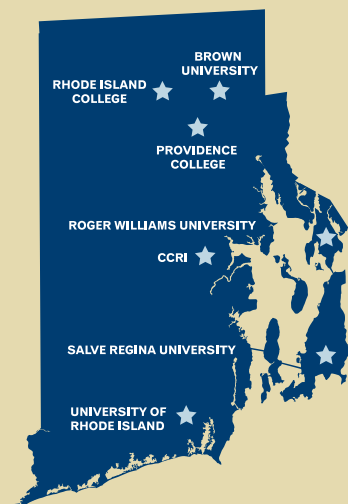 BROWN
UNIVERSITY
RHODE ISLAND
COLLEGE
PROVIDENCE
COLLEGE
ROGER WILLIAMS UNIVERSITY
CCRI
SALVE REGINA UNIVERSITY
UNIVERSITY OF
RHODE ISLAND